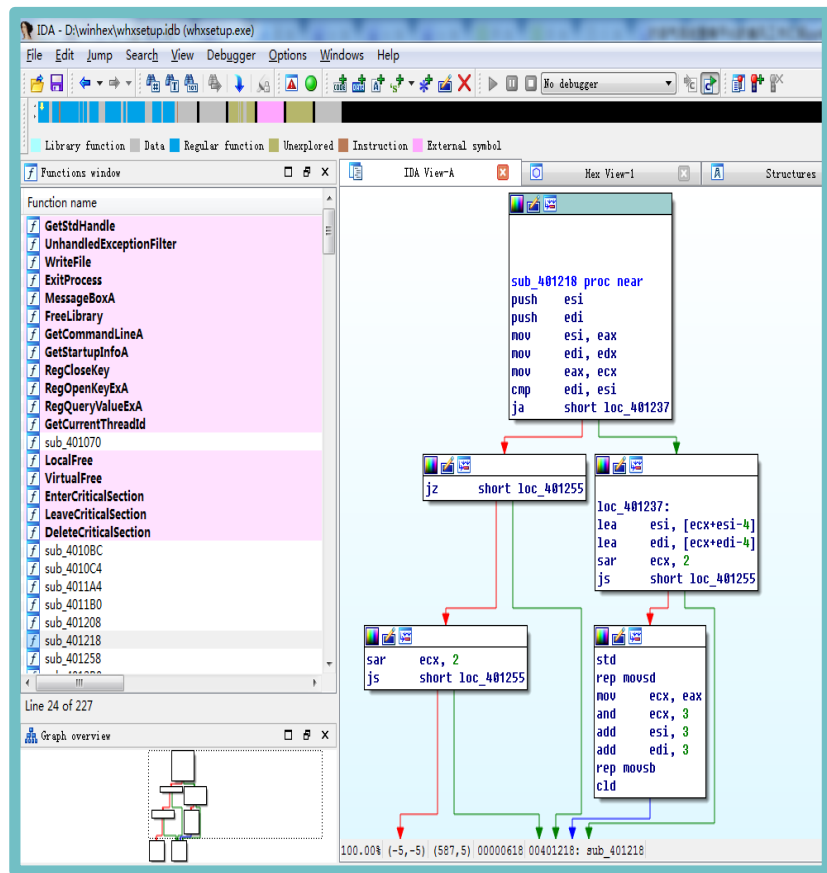 IDA - D:\winhex\whxsetup.idb (whxsetup.exe)
File Edit Jump Search View Debugger Options Windows Help
No debugger
Library function Data Regular function Unexplored Instruction External symbol
Functions window
IDA View-A
Hex View-1
Structures
Function name
GetStdHandle
UnhandledExceptionFilter
WriteFile
ExitProcess
MessageBoxA
FreeLibrary
GetCommandLineA
GetStartupInfoA
RegCloseKey
RegOpenKeyExA
RegQueryValueExA
GetCurrentThreadId
sub_401070
LocalFree
VirtualFree
EnterCriticalSection
LeaveCriticalSection
DeleteCriticalSection
sub_4010BC
sub_4010C4
sub_4011A4
sub_4011B0
sub_401208
sub_401218
sub_401258
Line 24 of 227
Graph overview
sub_401218 proc near
push esi
push edi
mov esi, eax
mov edi, edx
mov eax, ecx
cmp edi, esi
ja short loc_401237
jz short loc_401255
loc_401237:
lea esi, [ecx+esi-4]
lea edi, [ecx+edi-4]
sar ecx, 2
js short loc_401255
sar ecx, 2
js short loc_401255
std
rep movsd
mov ecx, eax
and ecx, 3
add esi, 3
add edi, 3
rep movsb
cld
100.00% (-5,-5) (587,5) 00000618 00401218: sub_401218